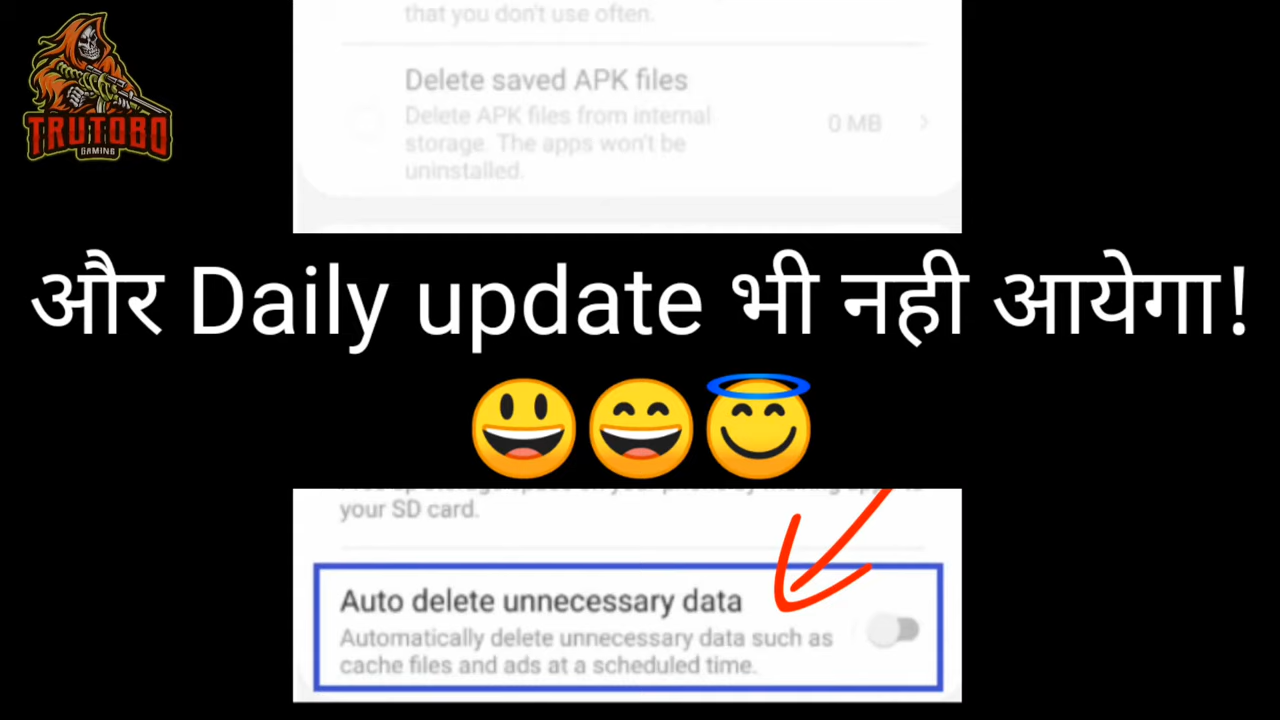 that you don't use often.
TRUTOBO
GAMING
Delete saved APK files
Delete APK files from internal
storage. The apps won't be
uninstalled.
0 MB
और Daily update भी नही आयेगा!
your SD card.
Auto delete unnecessary data
Automatically delete unnecessary data such as
cache files and ads at a scheduled time.